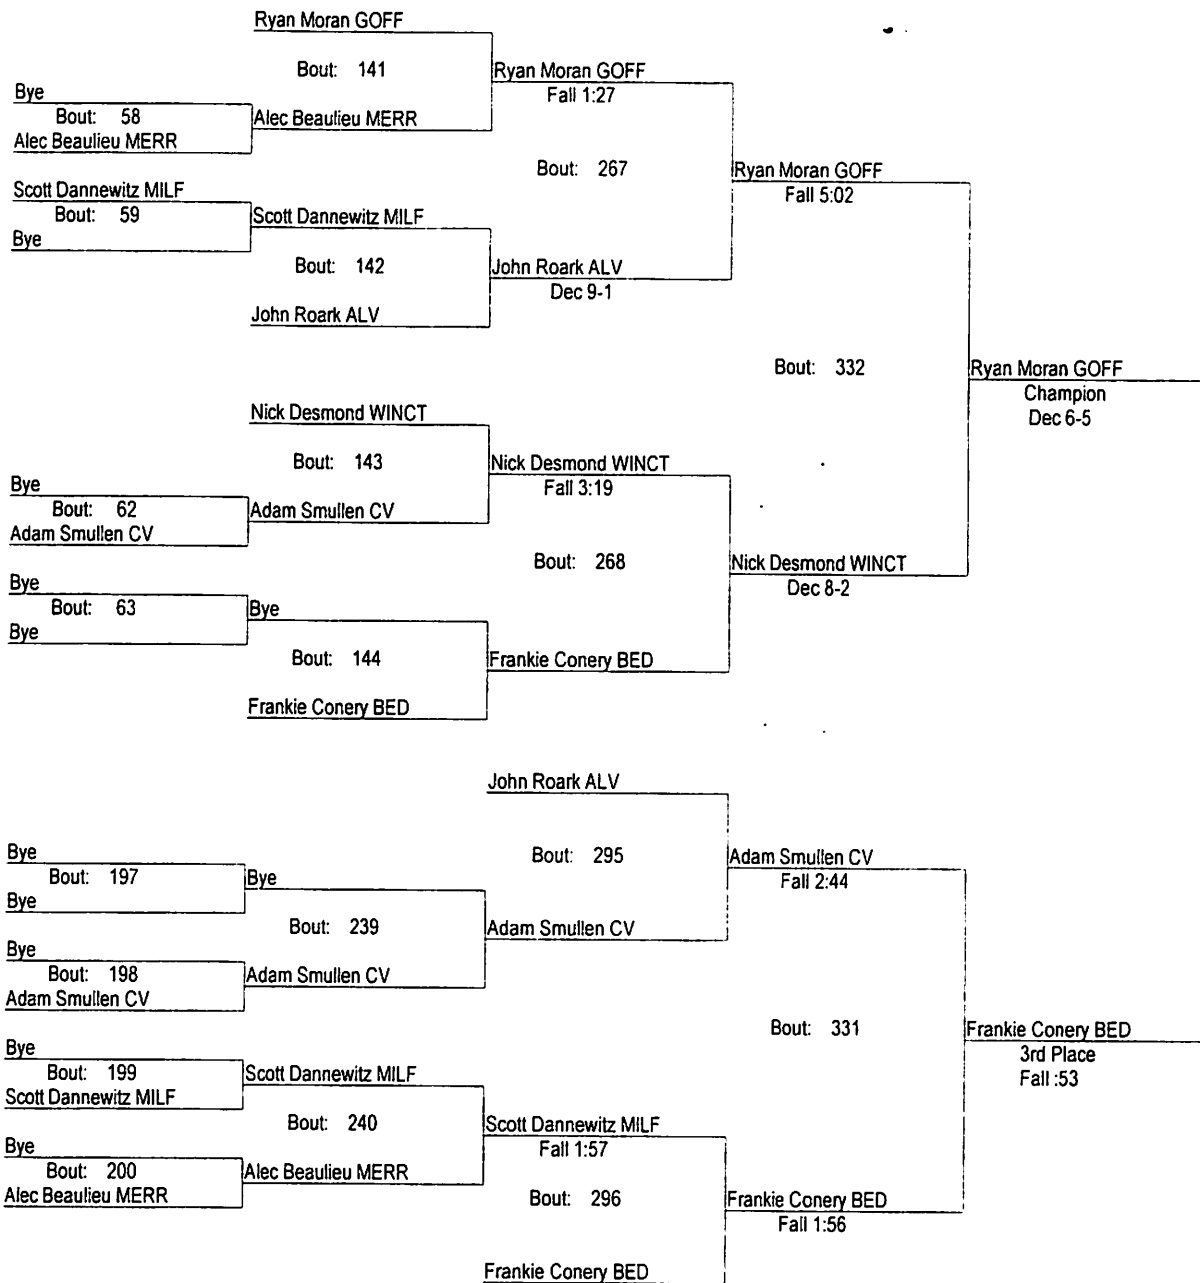 Ryan Moran GOFF
Bout: 141
Ryan Moran GOFF
Fall 1:27
Bye
Bout: 58
Alec Beaulieu MERR
Alec Beaulieu MERR
Bout: 267
Ryan Moran GOFF
Fall 5:02
Scott Dannewitz MILF
Bout: 59
Scott Dannewitz MILF
Bye
Bout: 142
John Roark ALV
Dec 9-1
John Roark ALV
Bout: 332
Ryan Moran GOFF
Champion
Dec 6-5
Nick Desmond WINCT
Bout: 143
Nick Desmond WINCT
Fall 3:19
Bye
Bout: 62
Adam Smullen CV
Adam Smullen CV
Bout: 268
Nick Desmond WINCT
Dec 8-2
Bye
Bout: 63
Bye
Bye
Bout: 144
Frankie Conery BED
Frankie Conery BED
John Roark ALV
Bout: 295
Adam Smullen CV
Fall 2:44
Bye
Bout: 197
Bye
Bye
Bout: 239
Adam Smullen CV
Bye
Bout: 198
Adam Smullen CV
Adam Smullen CV
Bout: 331
Frankie Conery BED
3rd Place
Fall :53
Bye
Bout: 199
Scott Dannewitz MILF
Scott Dannewitz MILF
Bout: 240
Scott Dannewitz MILF
Fall 1:57
Bye
Bout: 200
Alec Beaulieu MERR
Alec Beaulieu MERR
Bout: 296
Frankie Conery BED
Fall 1:56
Frankie Conery BED